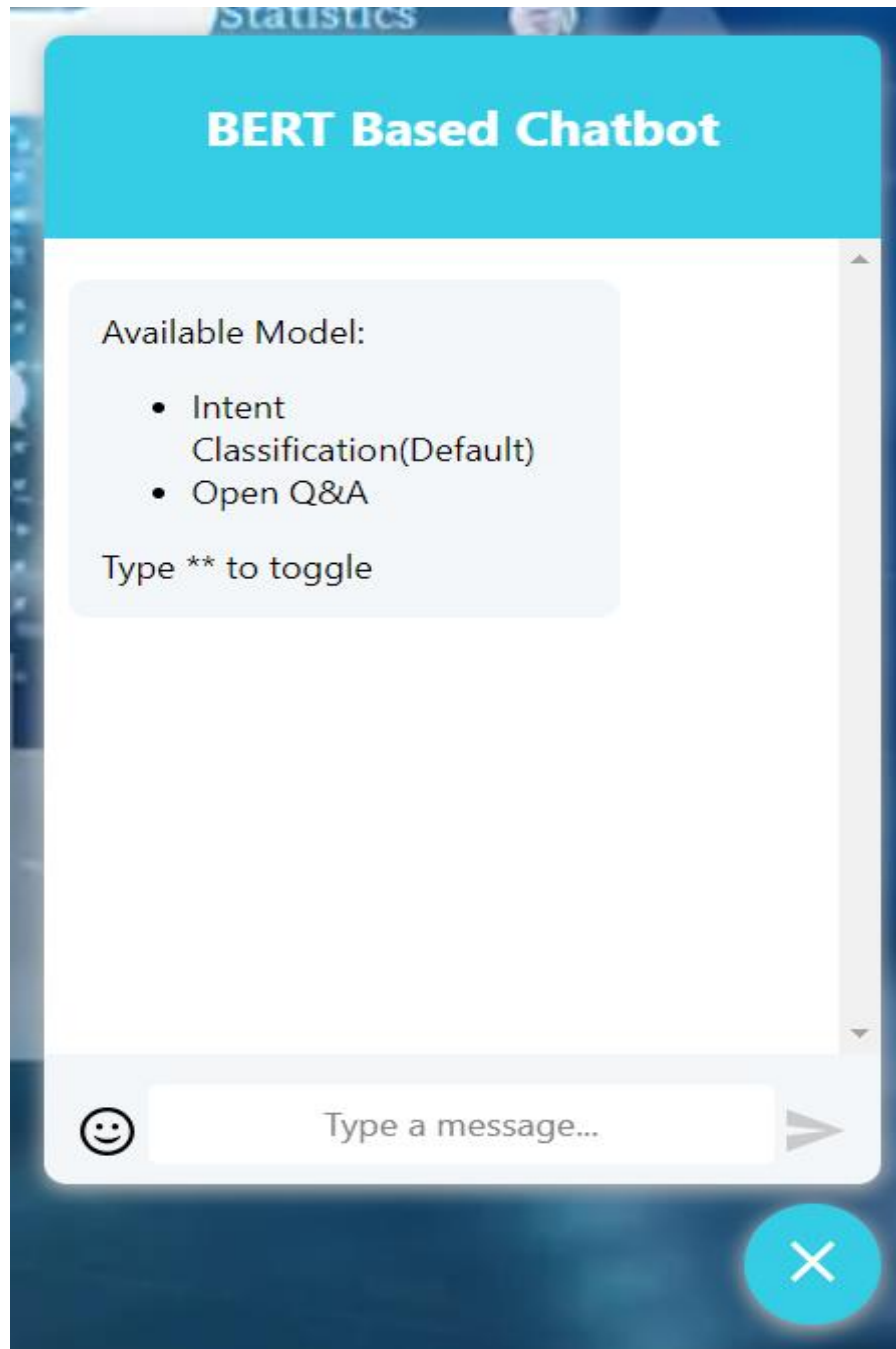 Statistics
BERT Based Chatbot
Available Model:
• Intent
Classification(Default)
• Open Q&A
Type ** to toggle
Type a message...